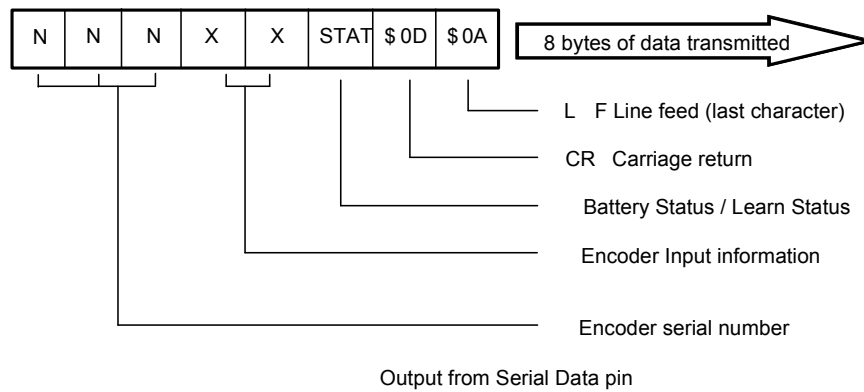 N N N X X STAT $0D $0A
8 bytes of data transmitted
L F Line feed (last character)
CR Carriage return
Battery Status / Learn Status
Encoder Input information
Encoder serial number
Output from Serial Data pin